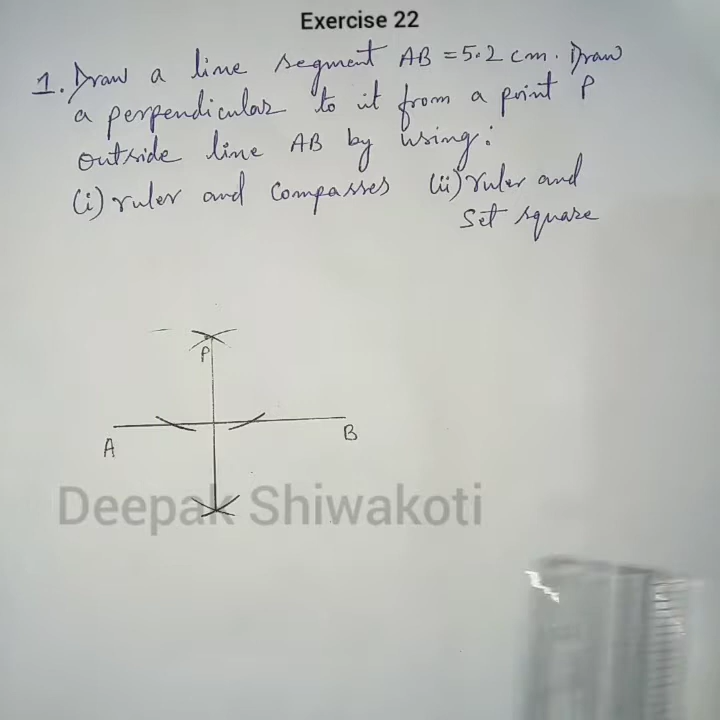 Exercise 22
1. Draw a line segment AB = 5.2 cm. Draw
a perpendicular to it from a point P
outside line AB by using:
(i) ruler and compasses (ii) ruler and
set square
P
A
B
Deepak Shiwakoti